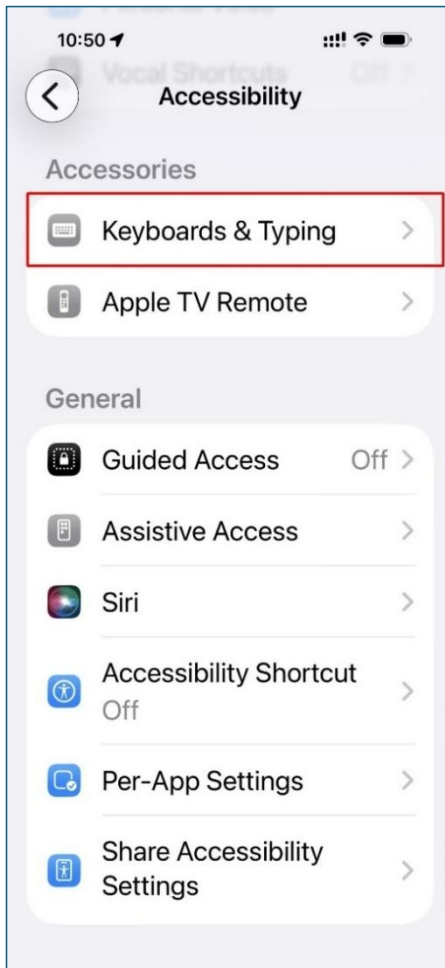 10:50
Vocal Shortcuts Off
Accessibility
Accessories
Keyboards & Typing
Apple TV Remote
General
Guided Access Off
Assistive Access
Siri
Accessibility Shortcut
Off
Per-App Settings
Share Accessibility
Settings